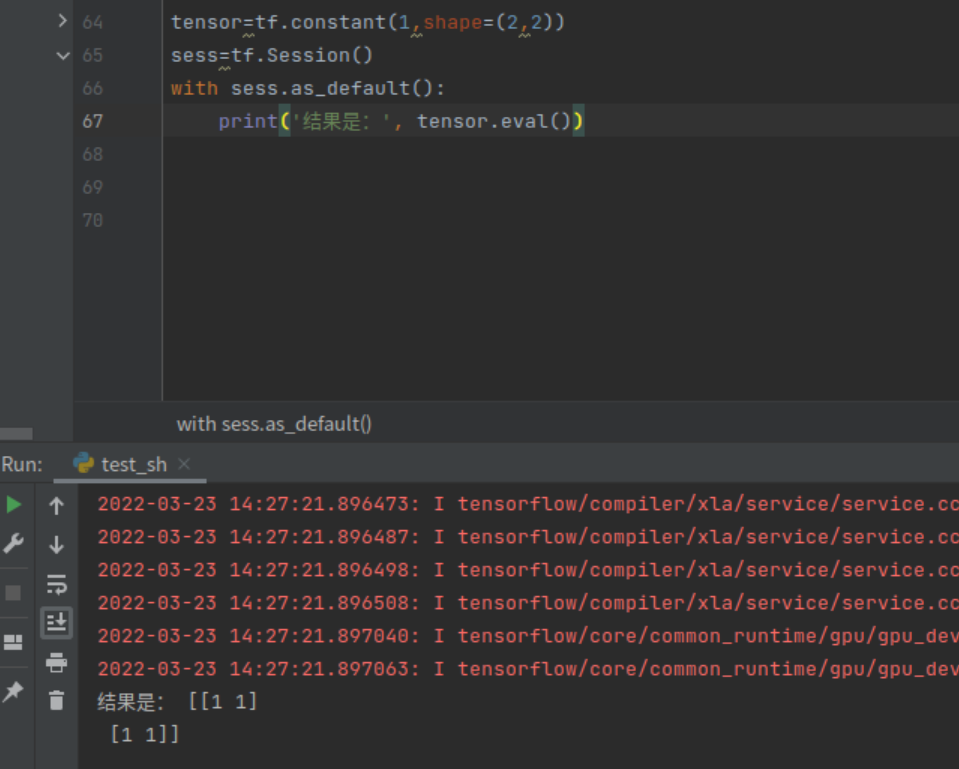 64 tensor=tf.constant(1,shape=(2,2))
65 sess=tf.Session()
66 with sess.as_default():
67 print('结果是：', tensor.eval())
68
69
70
with sess.as_default()
Run: test_sh
2022-03-23 14:27:21.896473: I tensorflow/compiler/xla/service/service.cc
2022-03-23 14:27:21.896487: I tensorflow/compiler/xla/service/service.cc
2022-03-23 14:27:21.896498: I tensorflow/compiler/xla/service/service.cc
2022-03-23 14:27:21.896508: I tensorflow/compiler/xla/service/service.cc
2022-03-23 14:27:21.897040: I tensorflow/core/common_runtime/gpu/gpu_dev
2022-03-23 14:27:21.897063: I tensorflow/core/common_runtime/gpu/gpu_dev
结果是： [[1 1]
[1 1]]